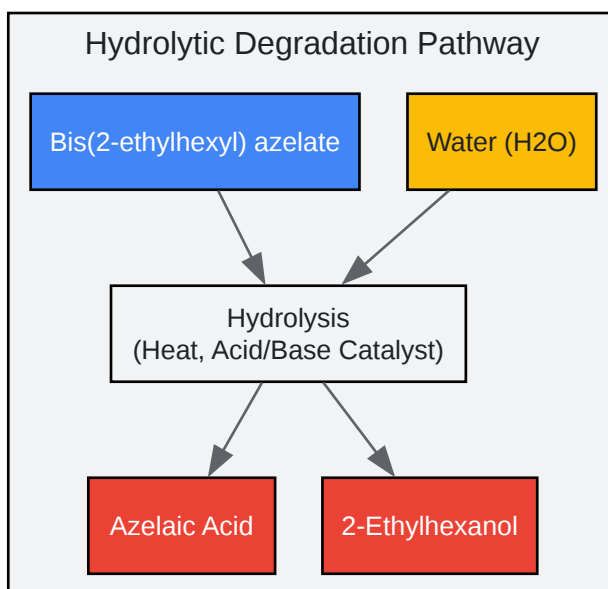 Hydrolytic Degradation Pathway
Bis(2-ethylhexyl) azelate
Water (H2O)
Hydrolysis
(Heat, Acid/Base Catalyst)
Azelaic Acid
2-Ethylhexanol